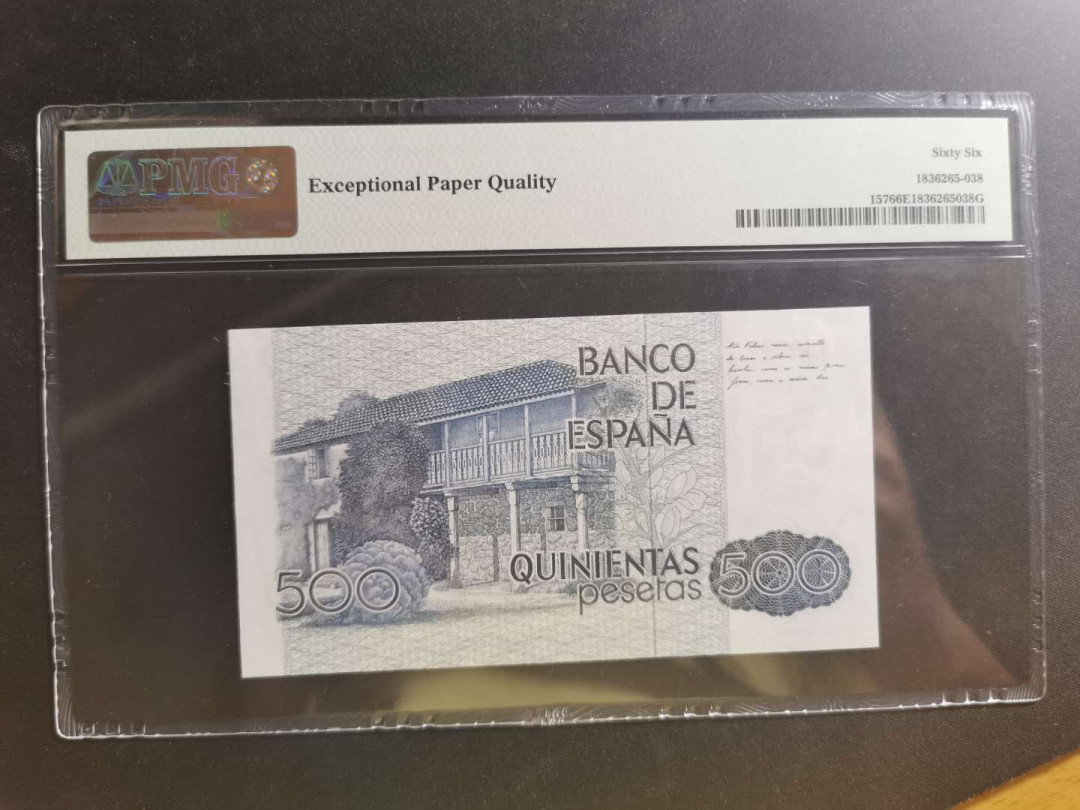 PMG
Exceptional Paper Quality
Sixty Six
1836265-038
15766E1836265038G
BANCO
DE
ESPAÑA
QUINIENTAS
pesetas
500
500